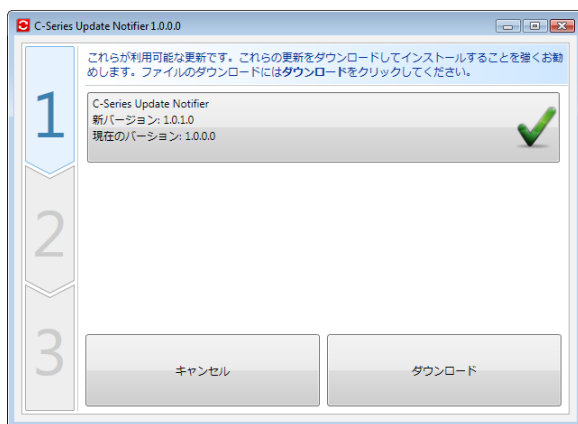 C-Series Update Notifier 1.0.0.0
これらが利用可能な更新です。これらの更新をダウンロードしてインストールすることを強くお勧
めします。ファイルのダウンロードにはダウンロードをクリックしてください。
1
C-Series Update Notifier
新バージョン: 1.0.1.0
現在のバージョン: 1.0.0.0
2
3
キャンセル
ダウンロード